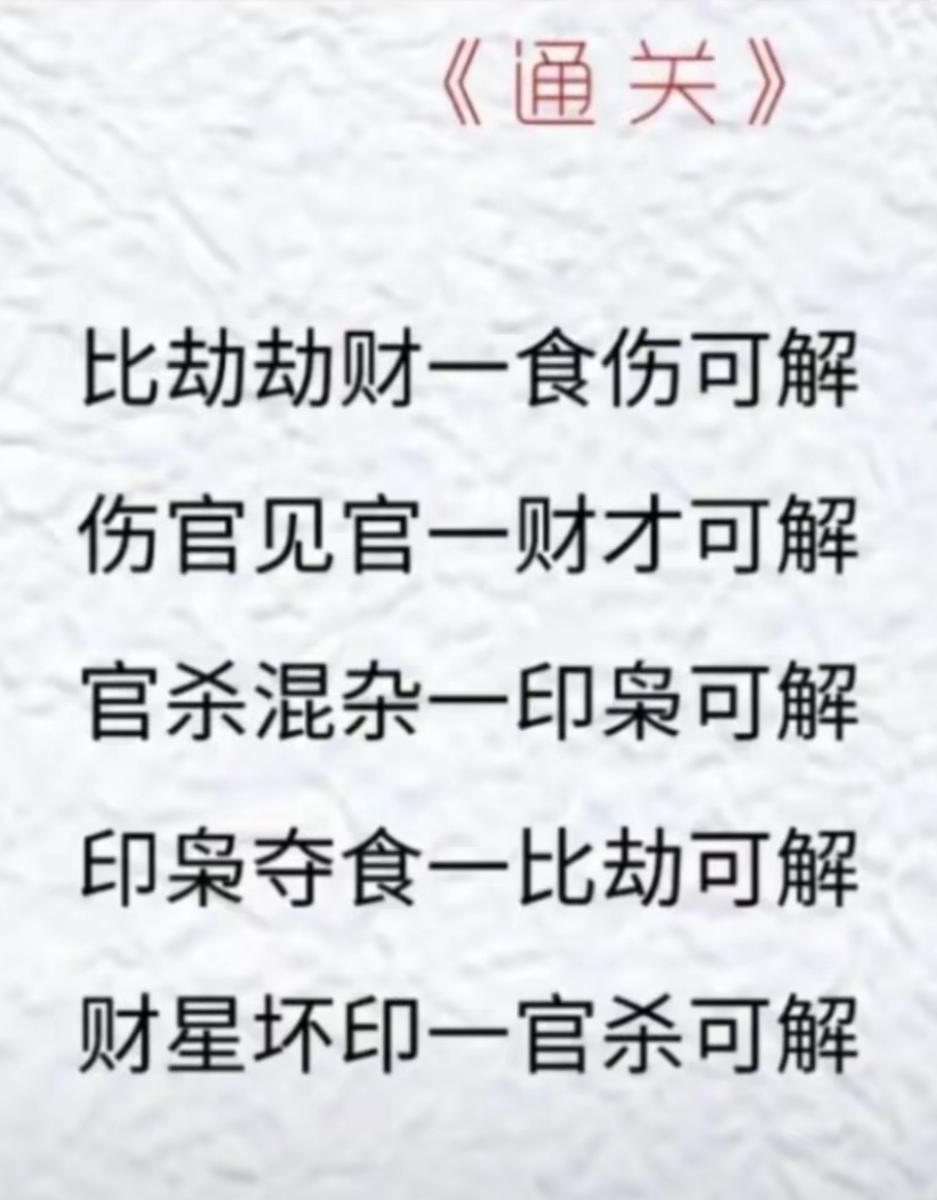 《通关》
比劫劫财一食伤可解
伤官见官一财才可解
官杀混杂一印枭可解
印枭夺食一比劫可解
财星坏印一官杀可解